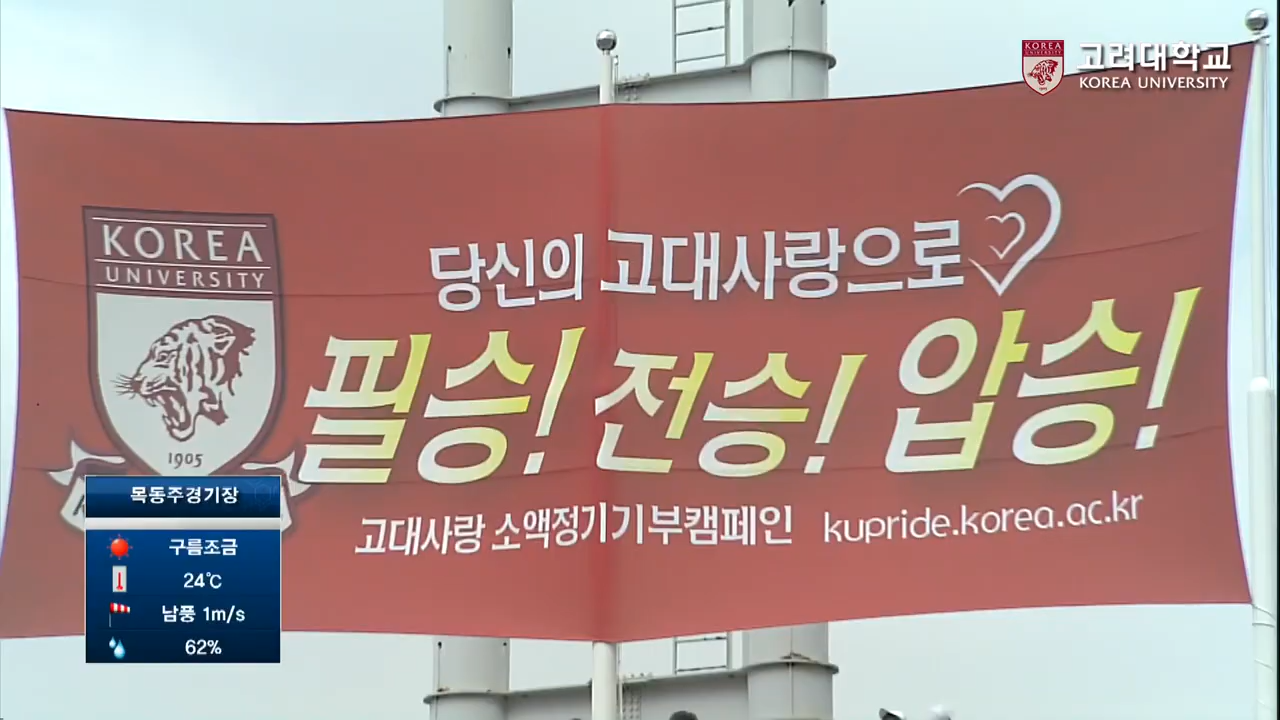 고려대학교
KOREA UNIVERSITY
KOREA
UNIVERSITY
당신의 고대사랑으로
필승! 전승! 압승!
1905
고대사랑 소액정기기부캠페인 kupride.korea.ac.kr
목동주경기장
구름조금
24℃
남풍 1m/s
62%